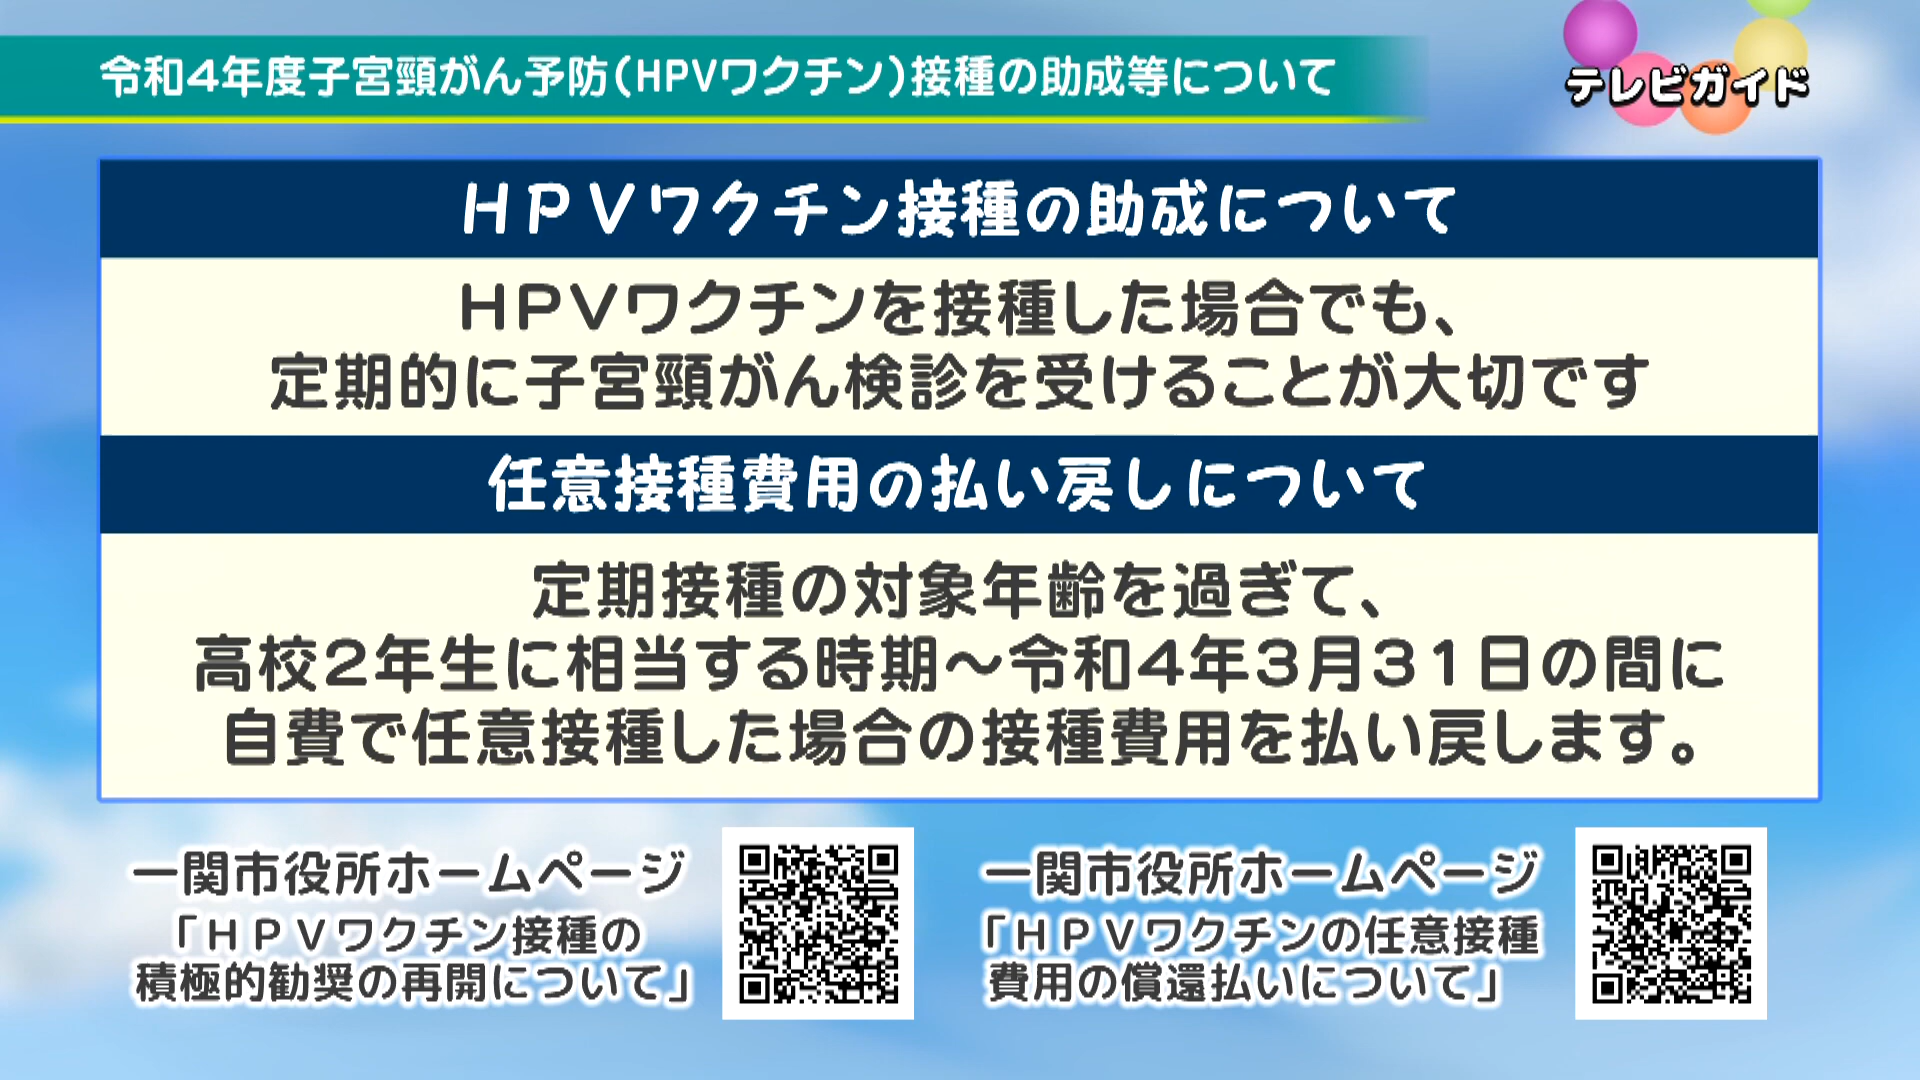 令和4年度子宮頸がん予防(HPVワクチン)接種の助成等について
テレビガイド
ＨＰＶワクチン接種の助成について
HPVワクチンを接種した場合でも、
定期的に子宮頸がん検診を受けることが大切です
任意接種費用の払い戻しについて
定期接種の対象年齢を過ぎて、
高校2年生に相当する時期～令和4年3月31日の間に
自費で任意接種した場合の接種費用を払い戻します。
一関市役所ホームページ
「ＨＰＶワクチン接種の
積極的勧奨の再開について」
一関市役所ホームページ
「ＨＰＶワクチンの任意接種
費用の償還払いについて」